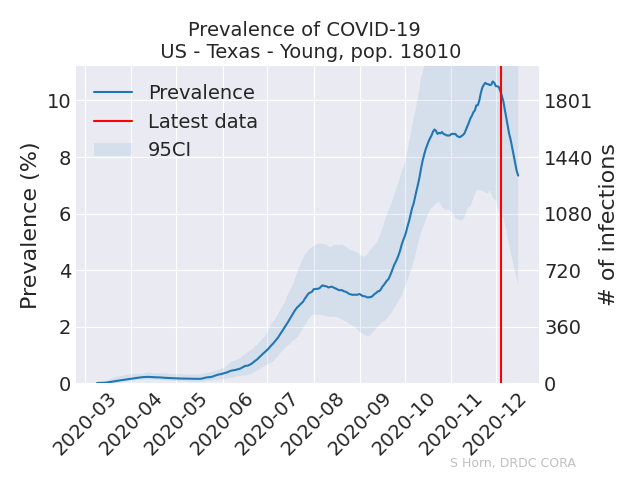 Prevalence of COVID-19
US - Texas - Young, pop. 18010
Prevalence
Latest data
95CI
Prevalence (%)
10
8
6
4
2
0
1801
1440
1080
720
360
0
# of infections
2020-03
2020-04
2020-05
2020-06
2020-07
2020-08
2020-09
2020-10
2020-11
2020-12
S Horn, DRDC CORA